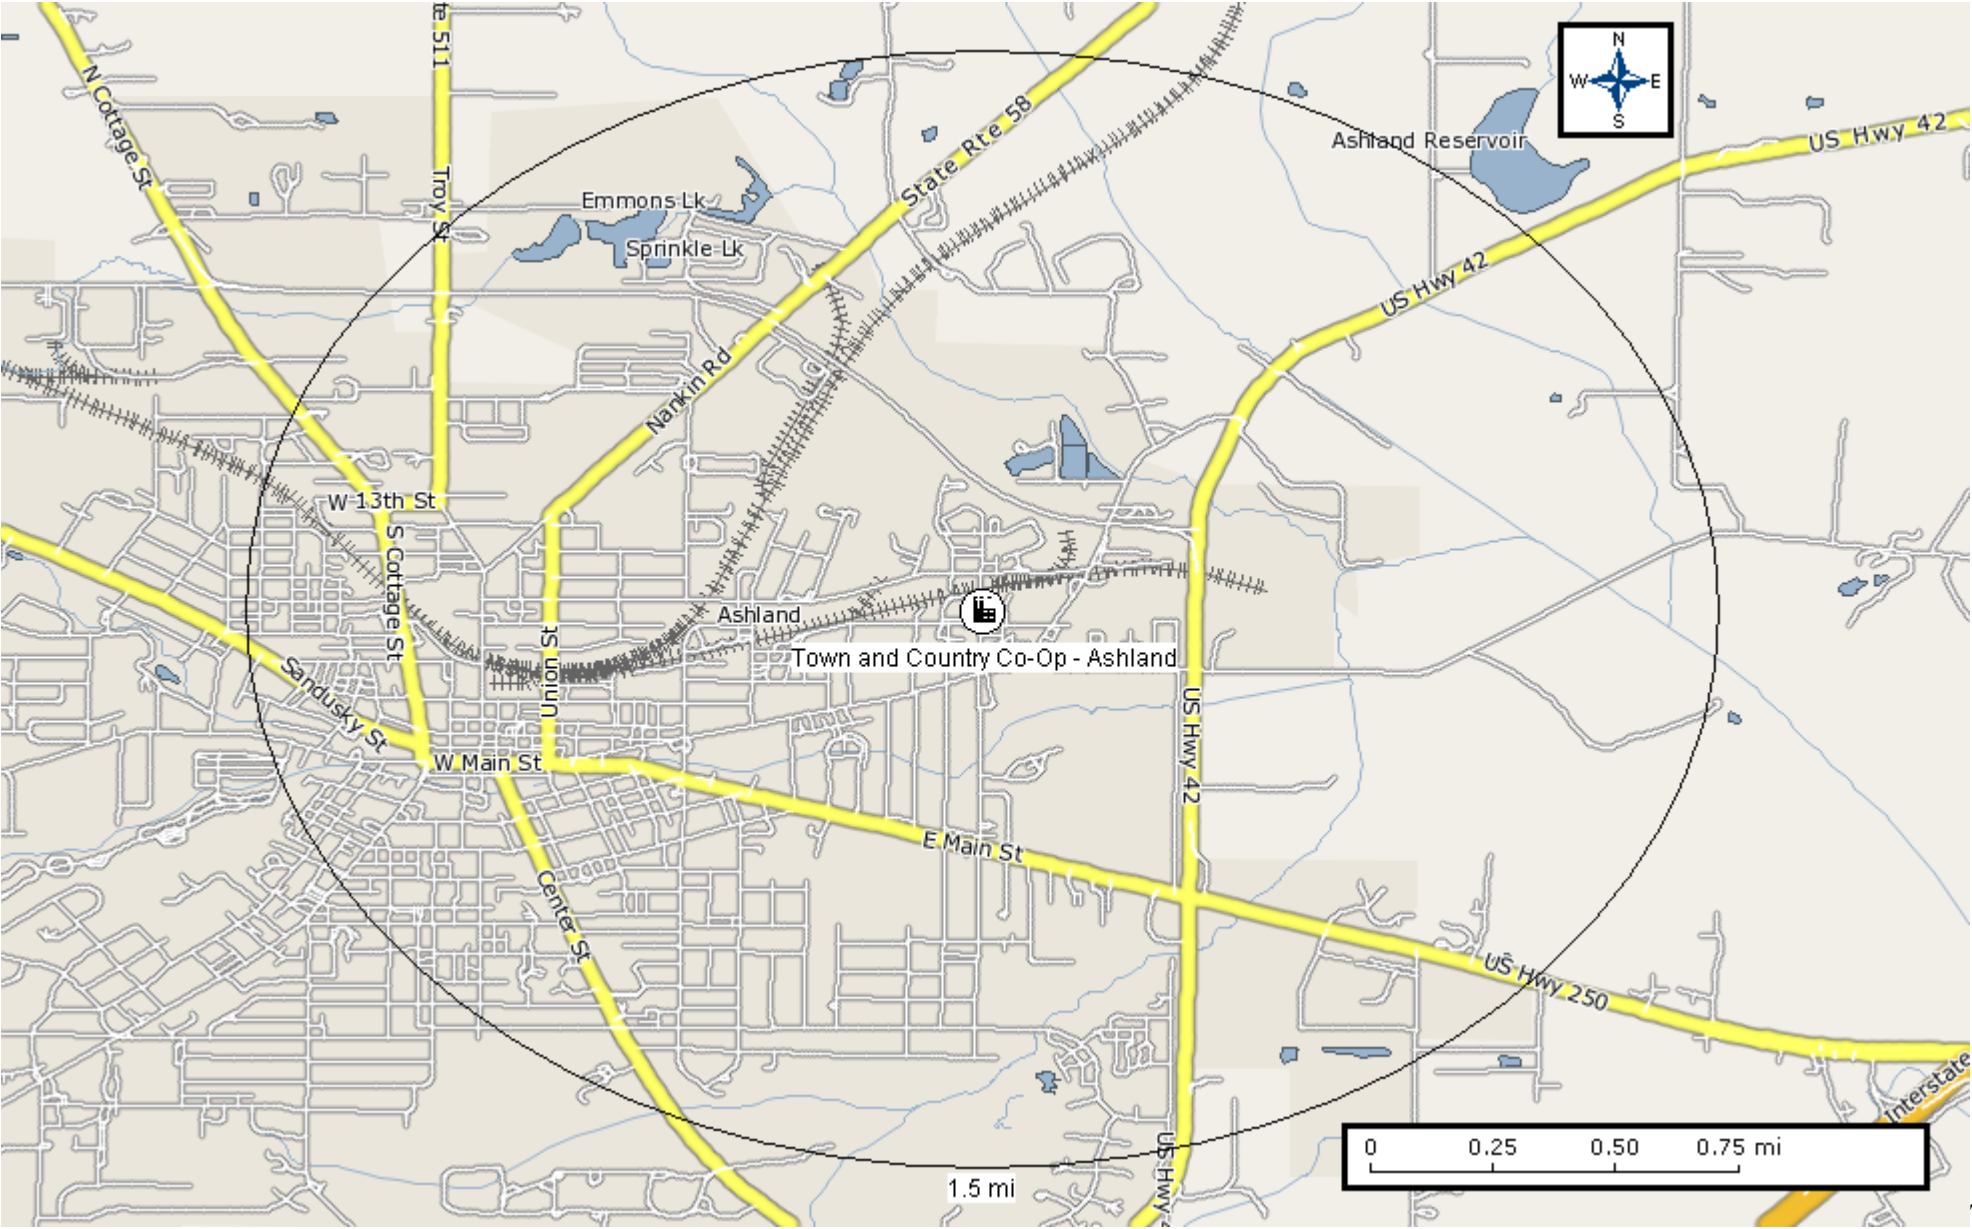 te 511
N Cottage St
Troy St
State Rte 58
N
W E
S
Ashland Reservoir
US Hwy 42
Emmons Lk
Sprinkle Lk
US Hwy 42
Nankin Rd
W 13th St
S Cottage St
Ashland
Union St
Town and Country Co-Op - Ashland
Sandusky St
US Hwy 42
W Main St
E Main St
Center St
US Hwy 250
Interstate
0 0.25 0.50 0.75 mi
US Hwy 4
1.5 mi